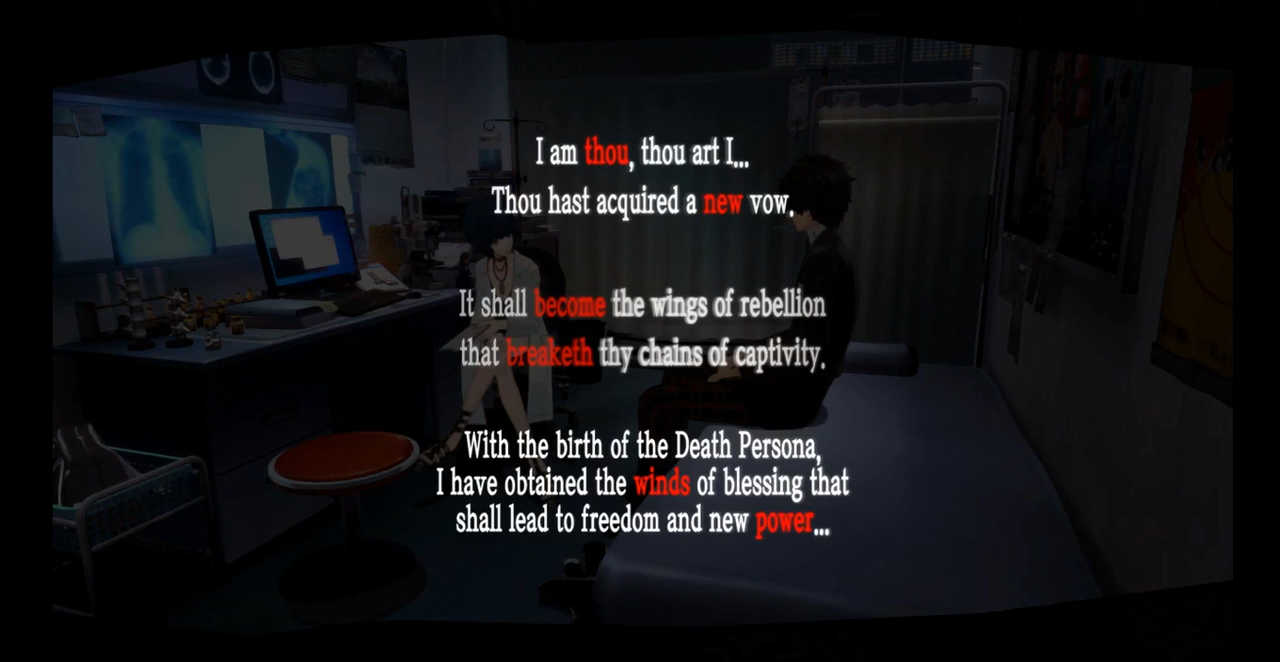 I am thou, thou art I...
Thou hast acquired a new vow.
It shall become the wings of rebellion
that breaketh thy chains of captivity.
With the birth of the Death Persona,
I have obtained the winds of blessing that
shall lead to freedom and new power...